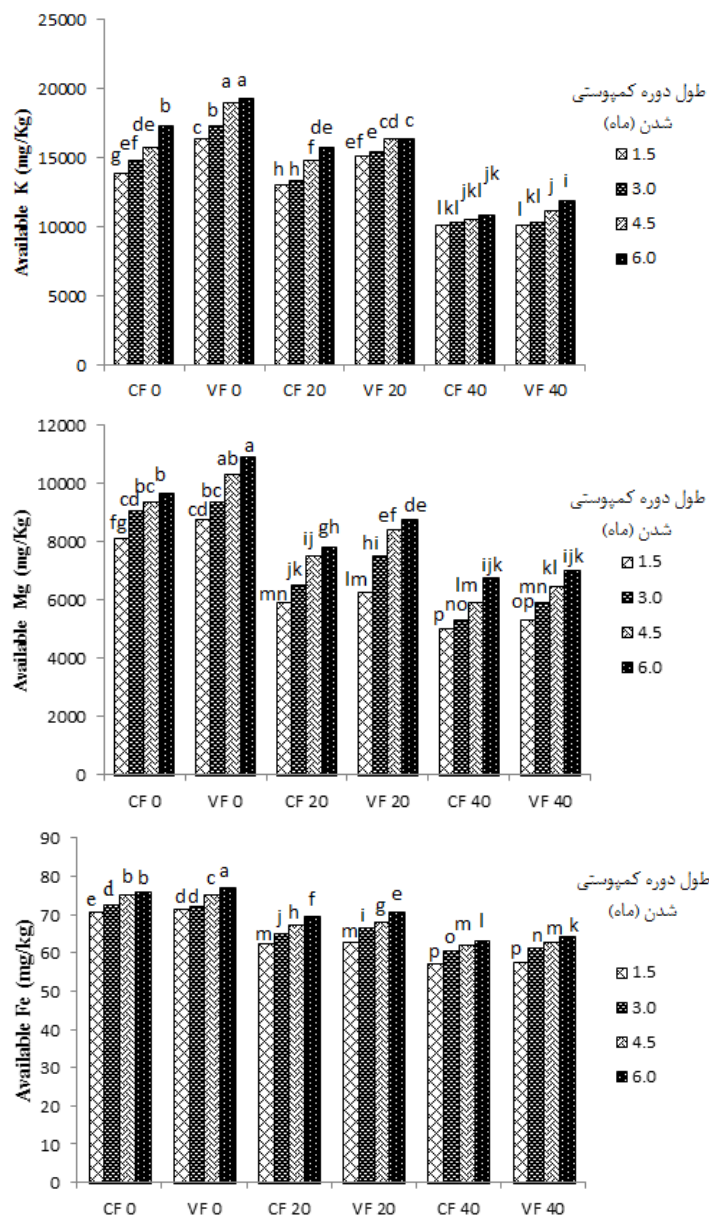 25000
20000
15000
10000
5000
0
Available K (mg/Kg)
g ef de b
c b a a
h h f de
ef e cd c
l kl jkl jk
l kl j i
CF 0 VF 0 CF 20 VF 20 CF 40 VF 40
طول دوره کمپوستی
شدن (ماه)
1.5
3.0
4.5
6.0
12000
10000
8000
6000
4000
2000
0
Available Mg (mg/Kg)
fg cd bc b
cd bc ab a
mn jk ij gh
lm hi ef de
p no lm ijk
op mn kl ijk
CF 0 VF 0 CF 20 VF 20 CF 40 VF 40
طول دوره کمپوستی
شدن (ماه)
1.5
3.0
4.5
6.0
90
80
70
60
50
40
30
20
10
0
Available Fe (mg/kg)
e d b b
d d c a
m j h f
m i g e
p o m l
p n m k
CF 0 VF 0 CF 20 VF 20 CF 40 VF 40
طول دوره کمپوستی
شدن (ماه)
1.5
3.0
4.5
6.0